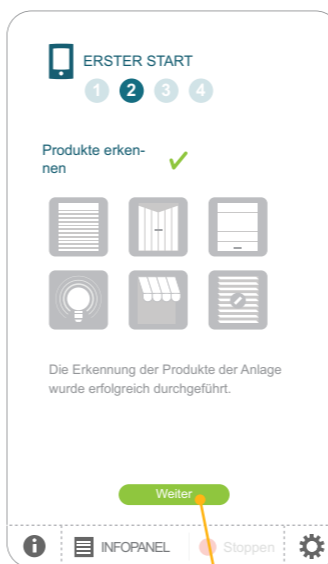 ERSTER START
1 2 3 4
Produkte erken-
nen
Die Erkennung der Produkte der Anlage
wurde erfolgreich durchgeführt.
Weiter
i INFOPANEL Stoppen